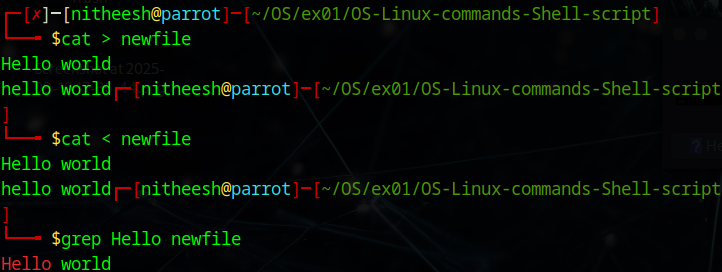 ┌─[✗]─[nitheesh@parrot]─[~/OS/ex01/OS-Linux-commands-Shell-script]
└──╼ $cat > newfile
Hello world
hello world┌─[nitheesh@parrot]─[~/OS/ex01/OS-Linux-commands-Shell-script
]
└──╼ $cat < newfile
Hello world
hello world┌─[nitheesh@parrot]─[~/OS/ex01/OS-Linux-commands-Shell-script
]
└──╼ $grep Hello newfile
Hello world